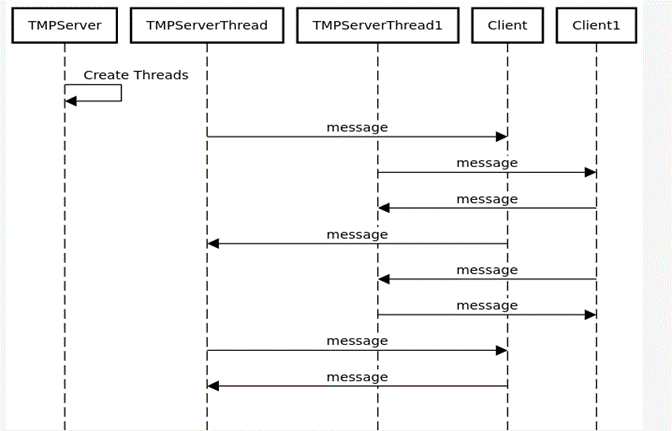 TMPServer
TMPServerThread
TMPServerThread1
Client
Client1
Create Threads
message
message
message
message
message
message
message
message